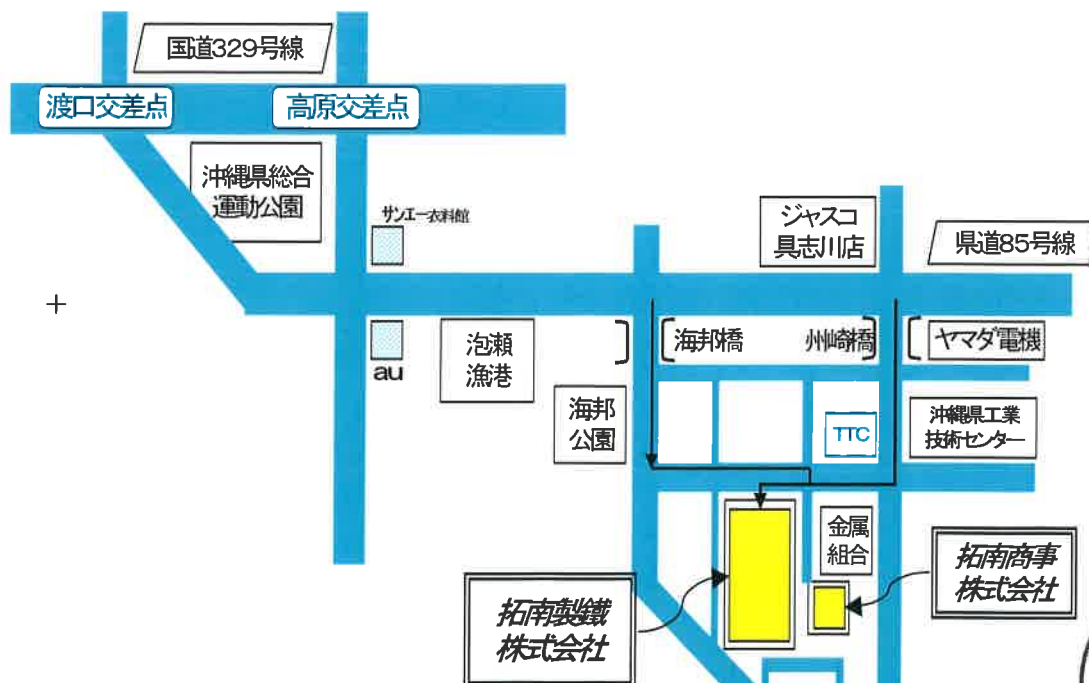 国道329号線
渡口交差点
高原交差点
沖縄県総合
運動公園
サンエー衣料館
ジャスコ
具志川店
県道85号線
泡瀬
漁港
au
海邦橋
州崎橋
ヤマダ電機
海邦
公園
TTC
沖縄県工業
技術センター
金属
組合
拓南商事
株式会社
拓南製鐵
株式会社